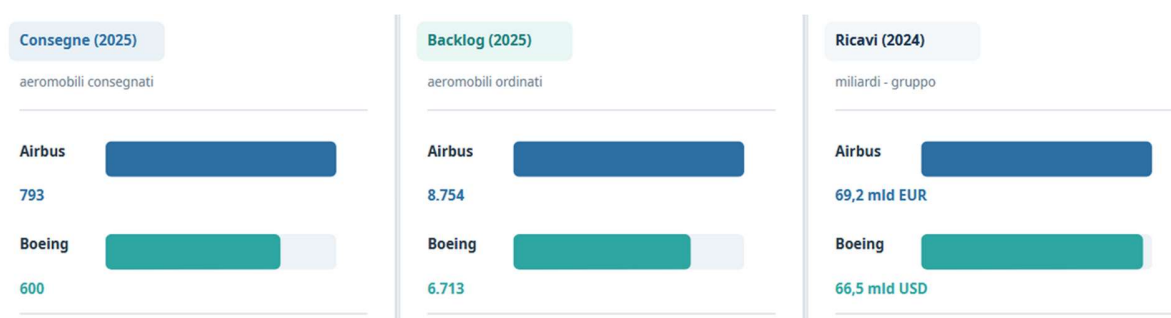 Consegne (2025)
aeromobili consegnati
Airbus
793
Boeing
600
Backlog (2025)
aeromobili ordinati
Airbus
8.754
Boeing
6.713
Ricavi (2024)
miliardi - gruppo
Airbus
69,2 mld EUR
Boeing
66,5 mld USD